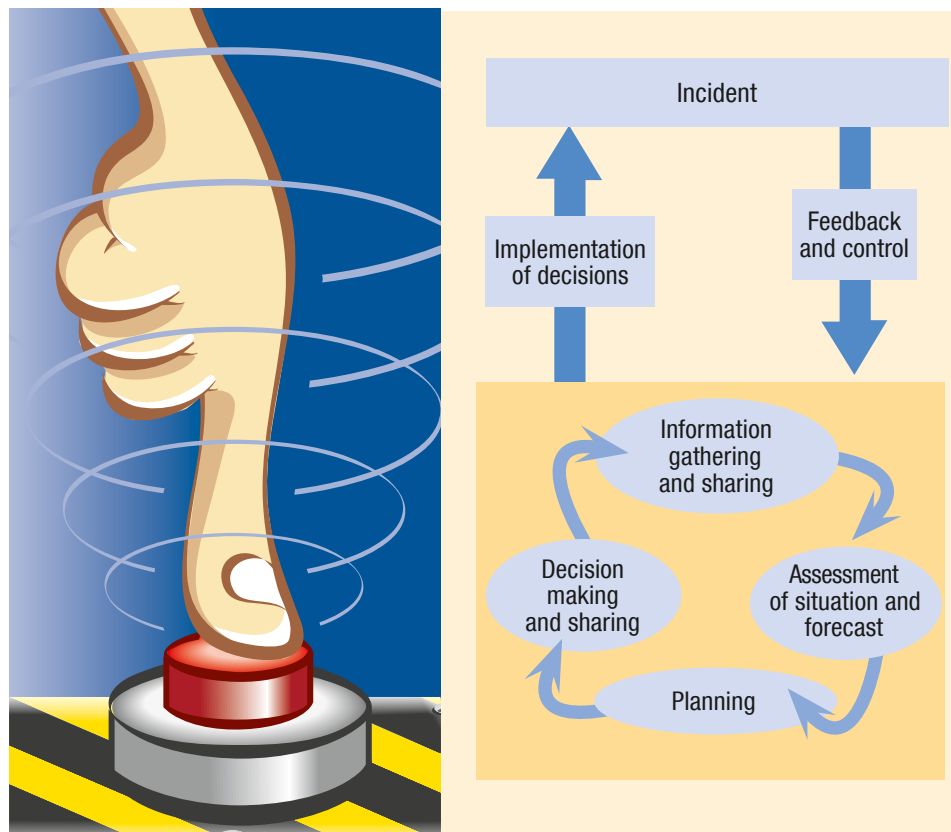 Incident
Implementation
of decisions
Feedback
and control
Information
gathering
and sharing
Assessment
of situation and
forecast
Planning
Decision
making
and sharing